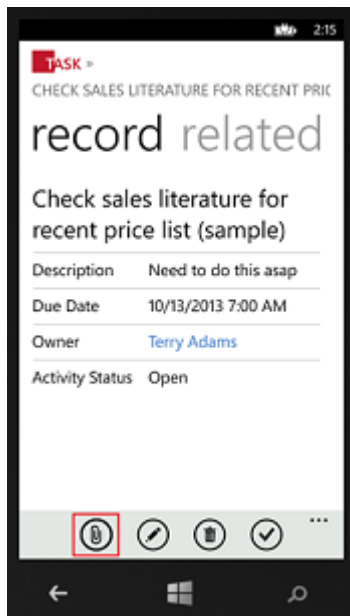 2:15
TASK »
CHECK SALES LITERATURE FOR RECENT PRIC
record related
Check sales literature for
recent price list (sample)
Description Need to do this asap
Due Date 10/13/2013 7:00 AM
Owner Terry Adams
Activity Status Open
...